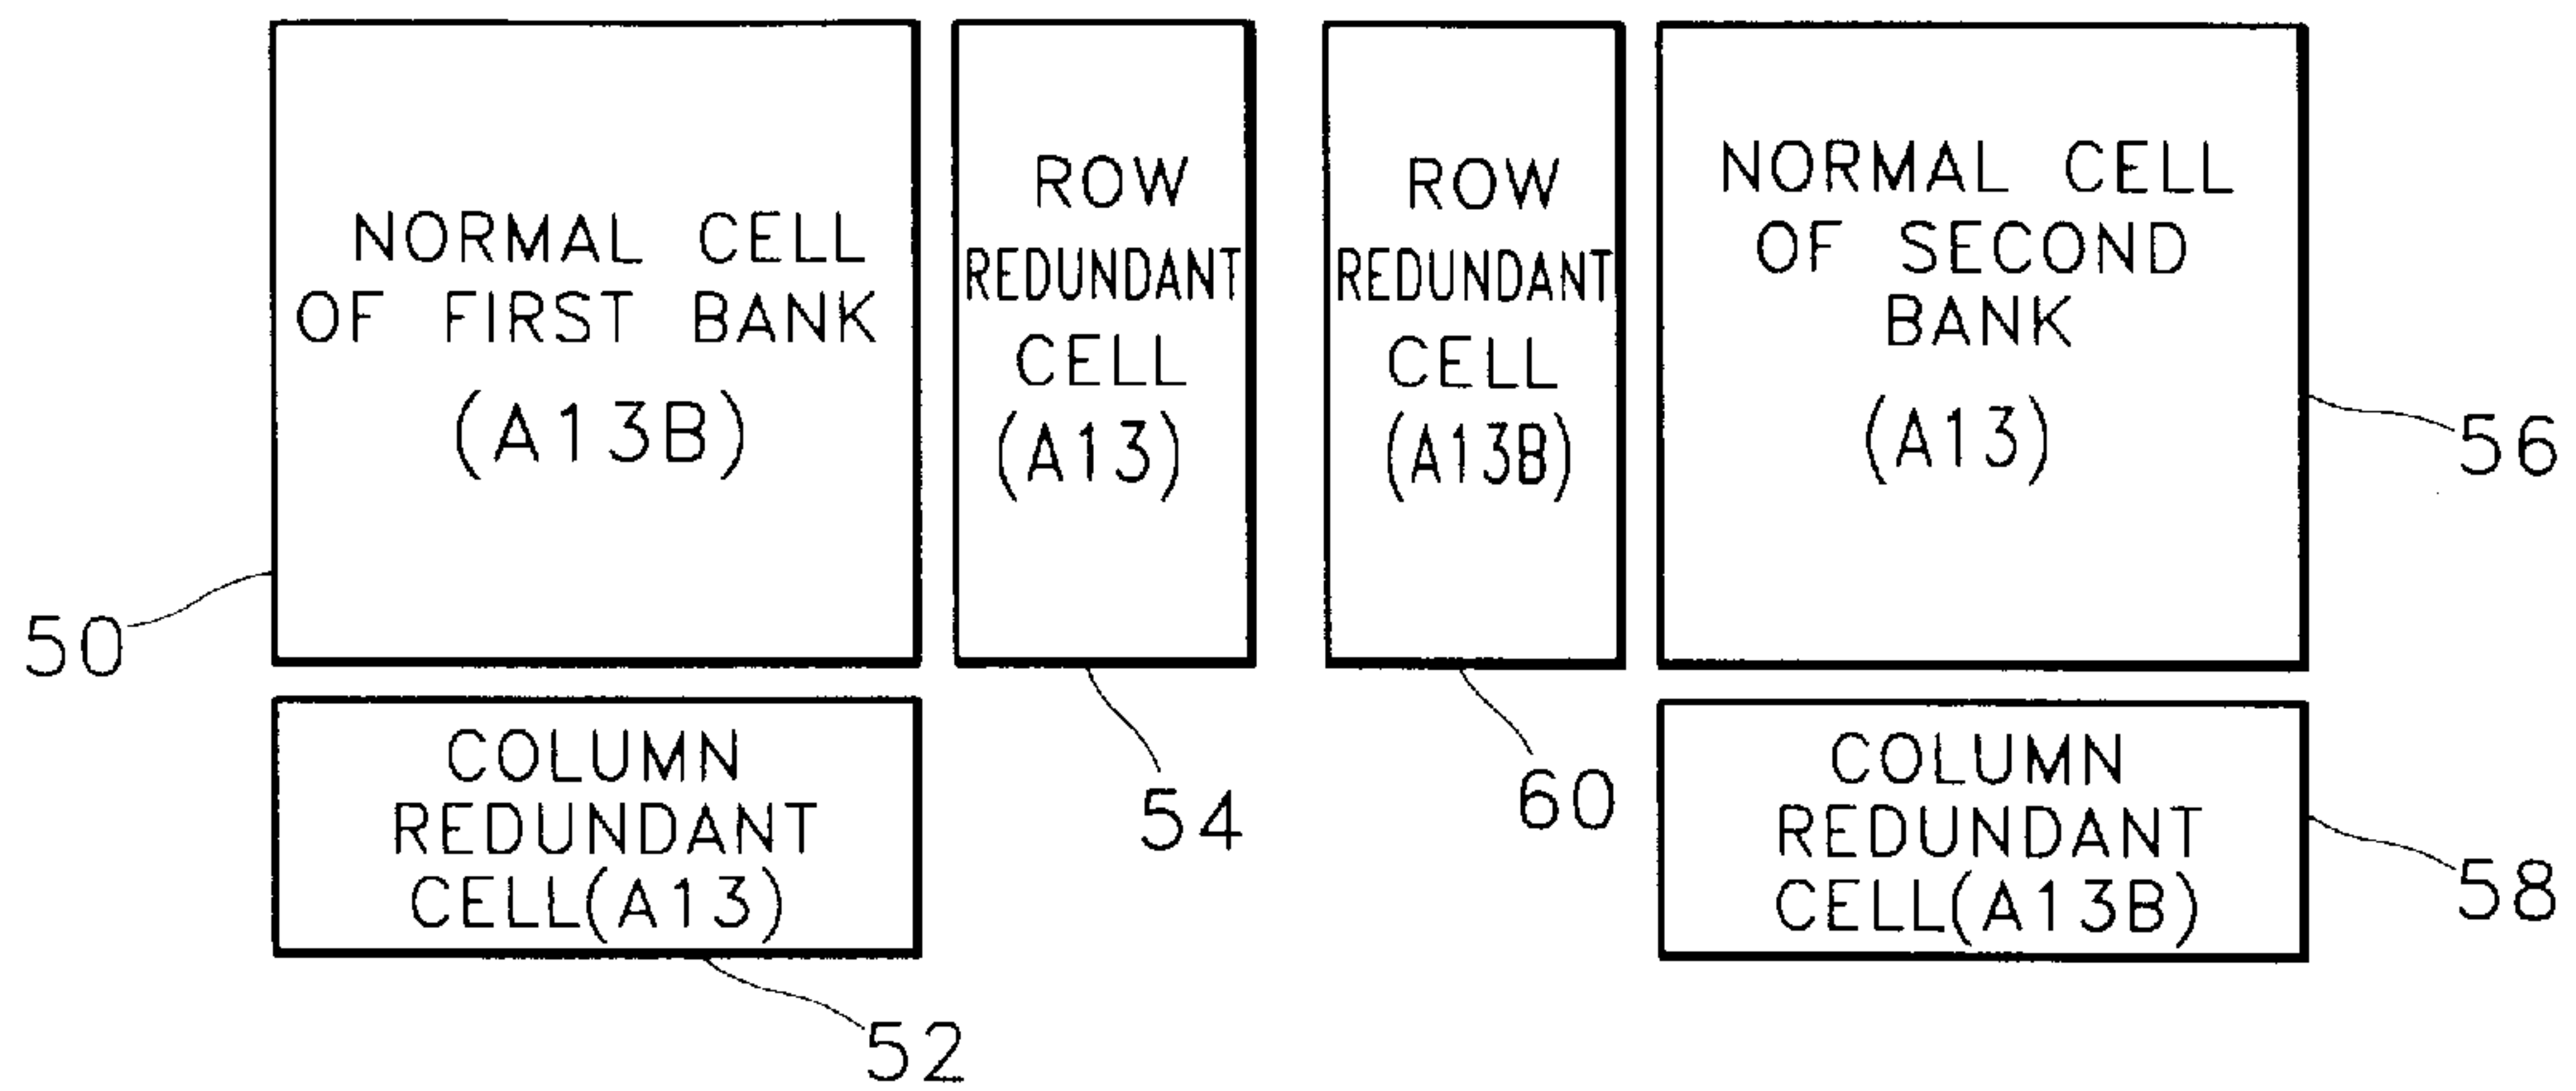 NORMAL CELL
OF FIRST BANK
(A13B)
ROW
REDUNDANT
CELL
(A13)
ROW
REDUNDANT
CELL
(A13B)
NORMAL CELL
OF SECOND
BANK
(A13)
56
50
COLUMN
REDUNDANT
CELL(A13)
54
60
COLUMN
REDUNDANT
CELL(A13B)
58
52